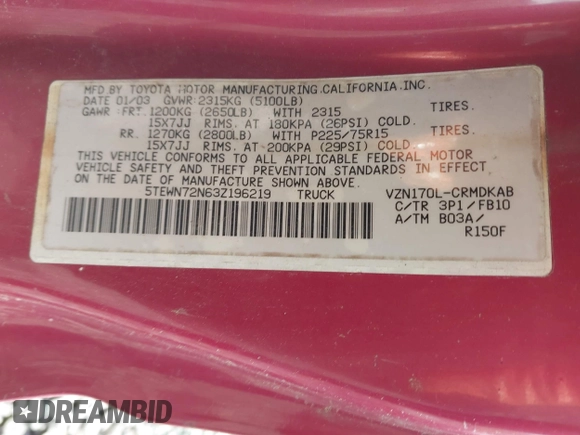 MFD BY TOYOTA MOTOR MANUFACTURING.CALIFORNIA.INC.
DATE 01/03 GVWR 2315KG (5100LB)
GAWR FRT. 1200KG (2650LB) WITH 2315 TIRES.
15X7JJ RIMS. AT 180KPA (26PSI) COLD.
RR. 1270KG (2800LB) WITH P225/75R15 TIRES.
15X7JJ RIMS. AT 200KPA (29PSI) COLD.
THIS VEHICLE CONFORMS TO ALL APPLICABLE FEDERAL MOTOR
VEHICLE SAFETY AND THEFT PREVENTION STANDARDS IN EFFECT
ON THE DATE OF MANUFACTURE SHOWN ABOVE.
5TEWN72N63Z196219 TRUCK VZN170L-CRMDKAB
C/TR 3P1/FB10
A/TM B03A/
R150F
DREAMBID